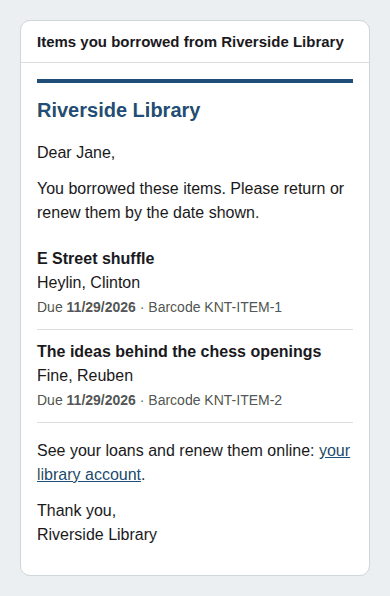 Items you borrowed from Riverside Library
Riverside Library
Dear Jane,
You borrowed these items. Please return or
renew them by the date shown.
E Street shuffle
Heylin, Clinton
Due 11/29/2026 · Barcode KNT-ITEM-1
The ideas behind the chess openings
Fine, Reuben
Due 11/29/2026 · Barcode KNT-ITEM-2
See your loans and renew them online: your
library account.
Thank you,
Riverside Library